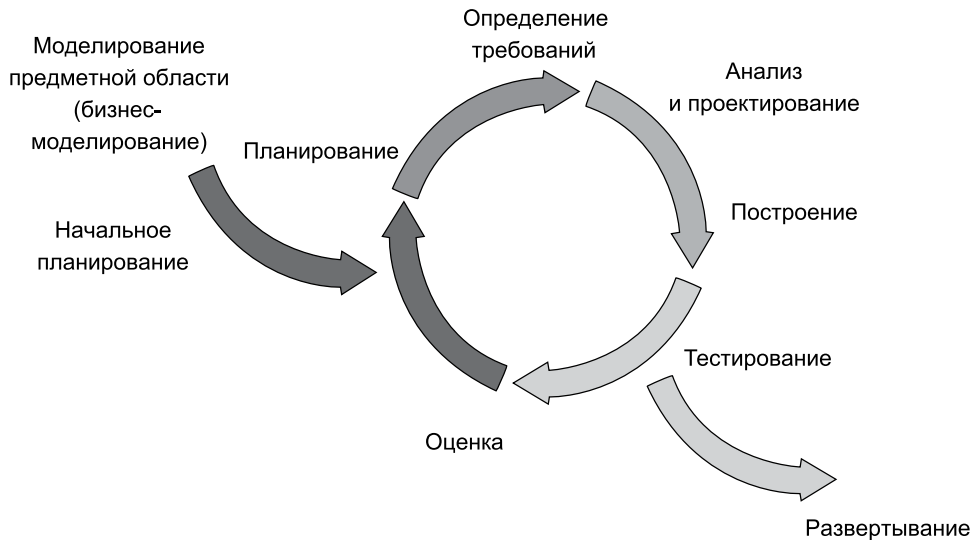 Моделирование
предметной области
(бизнес-
моделирование)
Начальное
планирование
Планирование
Определение
требований
Анализ
и проектирование
Построение
Тестирование
Оценка
Развертывание